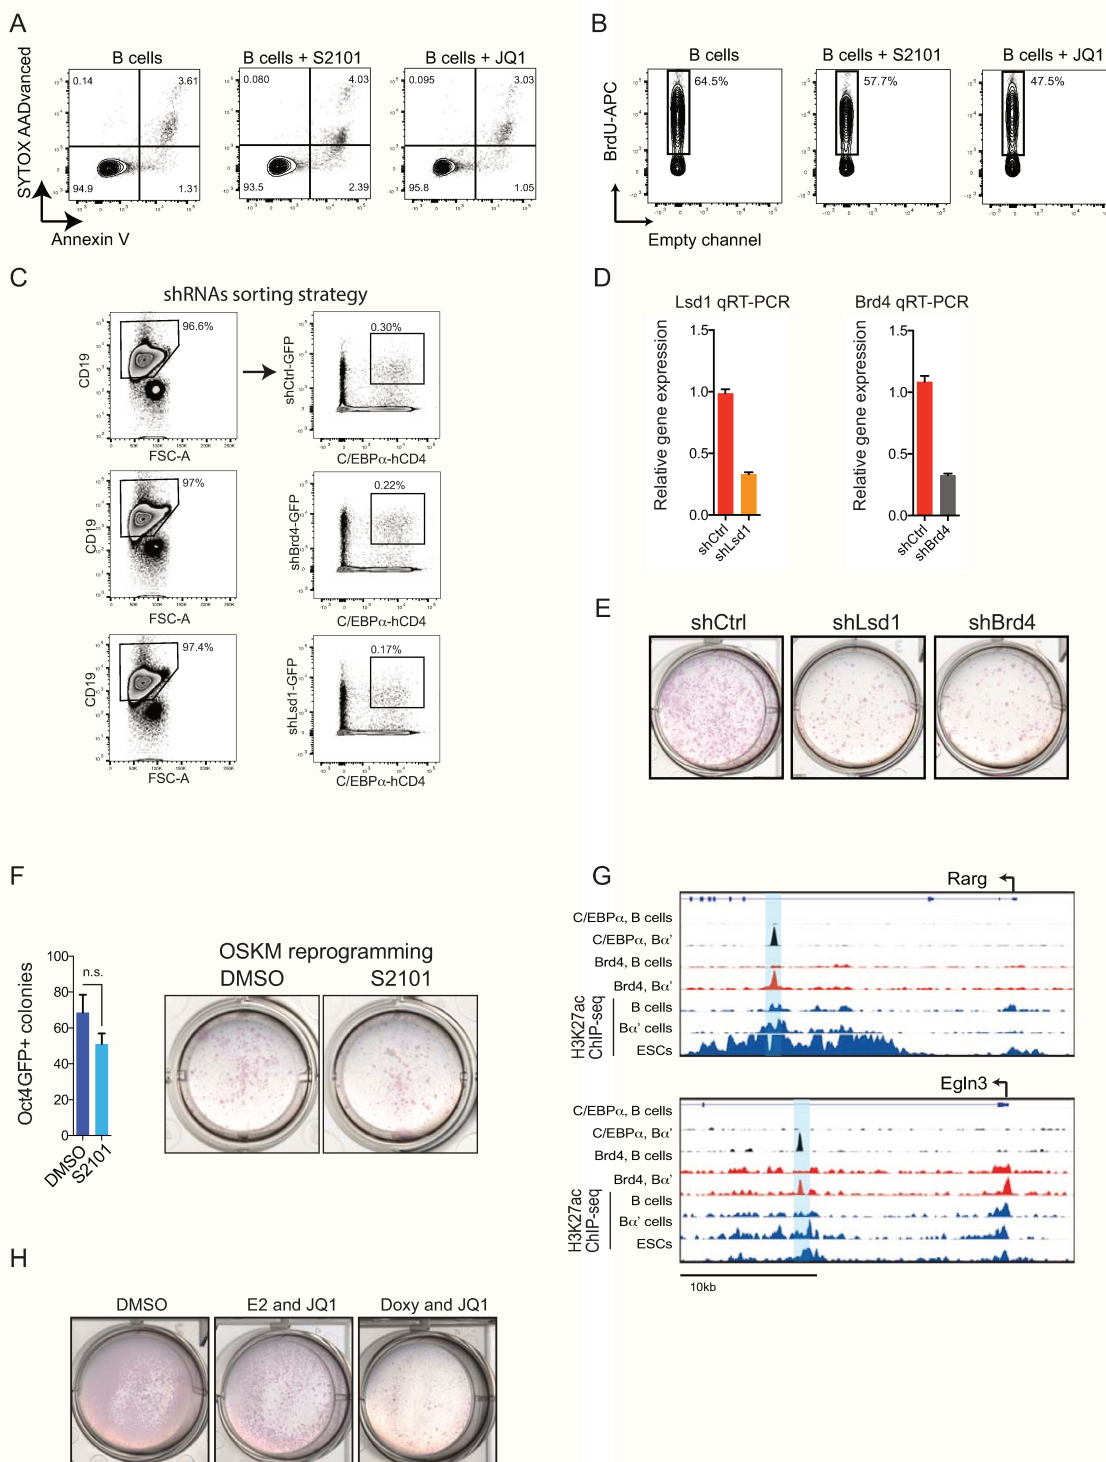 A
B cells
B cells + S2101
B cells + JQ1
SYTOX AADvanced
0.14
3.61
94.9
1.31
0.080
4.03
93.5
2.39
0.095
3.03
95.8
1.05
Annexin V
B
B cells
B cells + S2101
B cells + JQ1
BrdU-APC
64.5%
57.7%
47.5%
Empty channel
C
shRNAs sorting strategy
CD19
96.6%
FSC-A
shCtrl-GFP
0.30%
C/EBPα-hCD4
CD19
97%
FSC-A
shBrd4-GFP
0.22%
C/EBPα-hCD4
CD19
97.4%
FSC-A
shLsd1-GFP
0.17%
C/EBPα-hCD4
D
Lsd1 qRT-PCR
Relative gene expression
1.5
1.0
0.5
0.0
shCtrl
shLsd1
Brd4 qRT-PCR
Relative gene expression
1.5
1.0
0.5
0.0
shCtrl
shBrd4
E
shCtrl
shLsd1
shBrd4
F
Oct4GFP+ colonies
100
80
60
40
20
0
n.s.
DMSO
S2101
OSKM reprogramming
DMSO
S2101
G
Rarg
C/EBPα, B cells
C/EBPα, Bα'
Brd4, B cells
Brd4, Bα'
H3K27ac
ChIP-seq
B cells
Bα' cells
ESCs
Egln3
C/EBPα, B cells
C/EBPα, Bα'
Brd4, B cells
Brd4, Bα'
H3K27ac
ChIP-seq
B cells
Bα' cells
ESCs
10kb
H
DMSO
E2 and JQ1
Doxy and JQ1